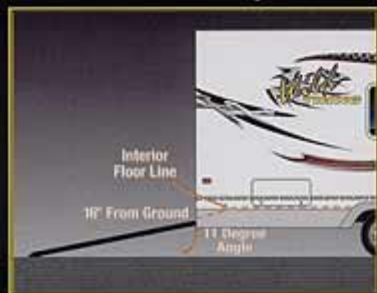 Interior
Floor Line
16" From Ground
11 Degree
Angle